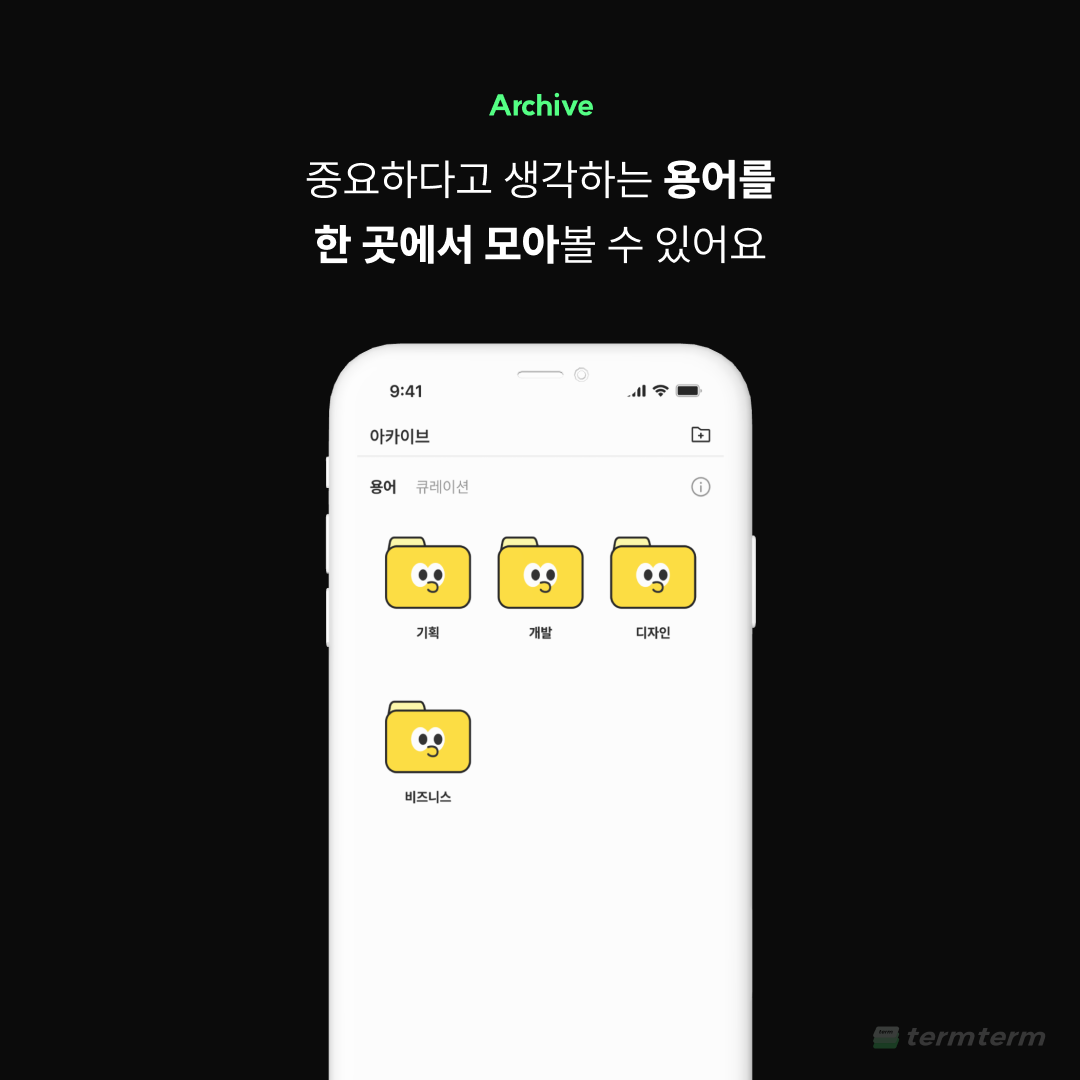 Archive
중요하다고 생각하는 용어를
한 곳에서 모아볼 수 있어요
9:41
아카이브
용어 큐레이션
기획 개발 디자인
비즈니스
termterm